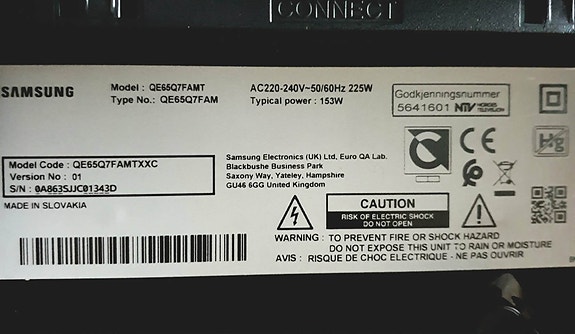 CONNECT
SAMSUNG
Model : QE65Q7FAMT
Type No.: QE65Q7FAM
AC220-240V~50/60Hz 225W
Typical power : 153W
Godkjenningsnummer
5641601 NTV NORGES TELEVISJON
Model Code : QE65Q7FAMTXXC
Version No : 01
S/N : 0A863SJJC01343D
MADE IN SLOVAKIA
Samsung Electronics (UK) Ltd, Euro QA Lab.
Blackbushe Business Park
Saxony Way, Yateley, Hampshire
GU46 6GG United Kingdom
Hg
CAUTION
RISK OF ELECTRIC SHOCK
DO NOT OPEN
WARNING : TO PREVENT FIRE OR SHOCK HAZARD
DO NOT EXPOSE THIS UNIT TO RAIN OR MOISTURE
AVIS : RISQUE DE CHOC ELECTRIQUE - NE PAS OUVRIR